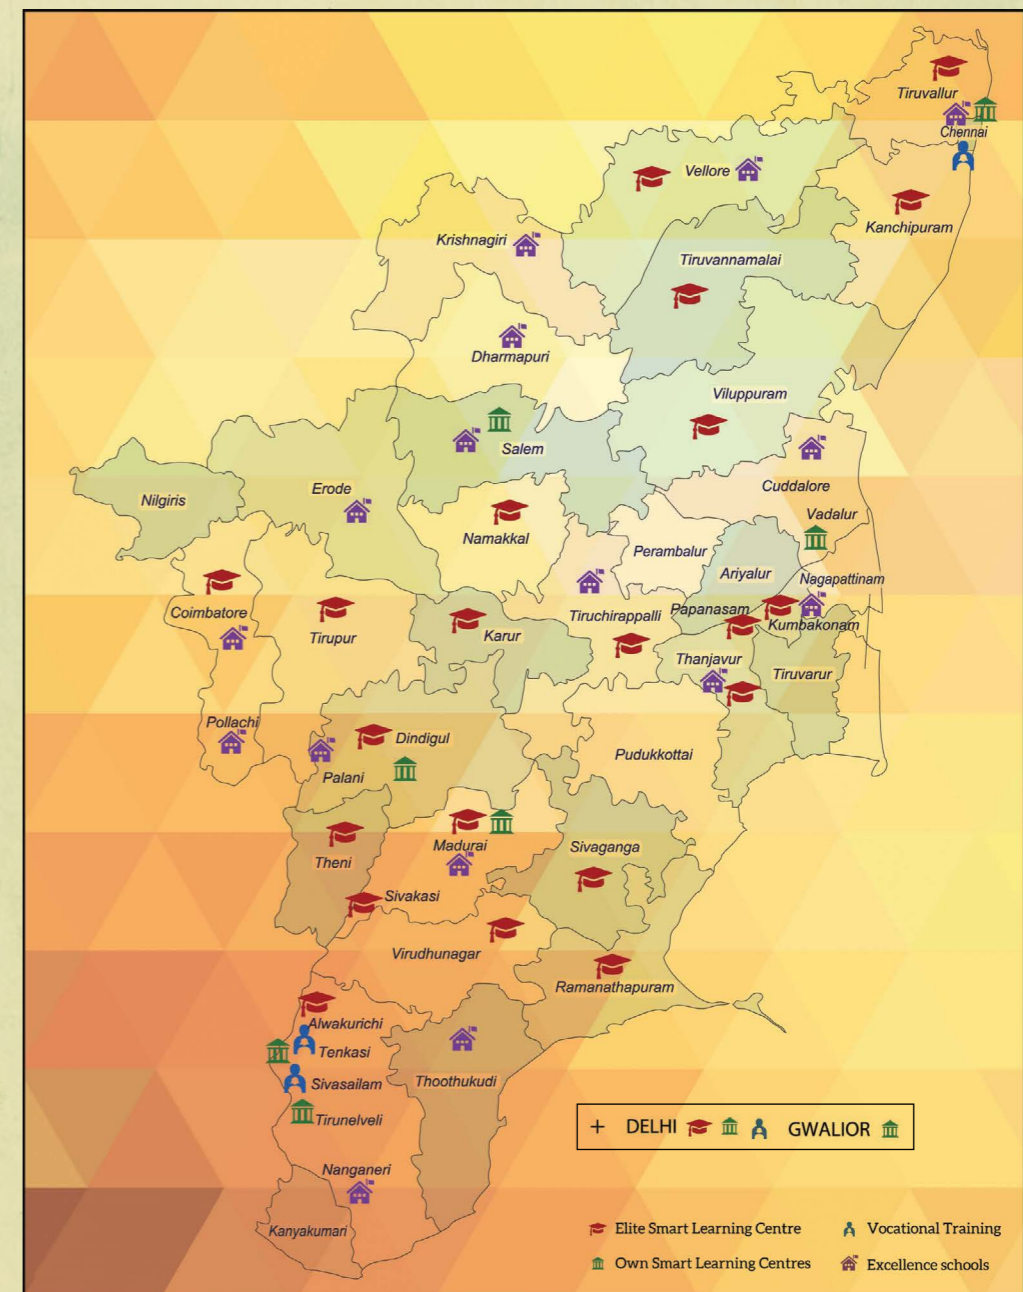 Tiruvallur
Chennai
Vellore
Kanchipuram
Krishnagiri
Tiruvannamalai
Dharmapuri
Viluppuram
Salem
Cuddalore
Erode
Nilgiris
Vadalur
Namakkal
Perambalur
Ariyalur
Nagapattinam
Coimbatore
Tirupur
Karur
Tiruchirappalli
Papanasam
Kumbakonam
Thanjavur
Tiruvarur
Pollachi
Dindigul
Pudukkottai
Palani
Madurai
Sivaganga
Theni
Sivakasi
Virudhunagar
Ramanathapuram
Alwakurichi
Tenkasi
Sivasailam
Thoothukudi
Tirunelveli
+ DELHI GWALIOR
Nanganeri
Kanyakumari
Elite Smart Learning Centre
Vocational Training
Own Smart Learning Centres
Excellence schools